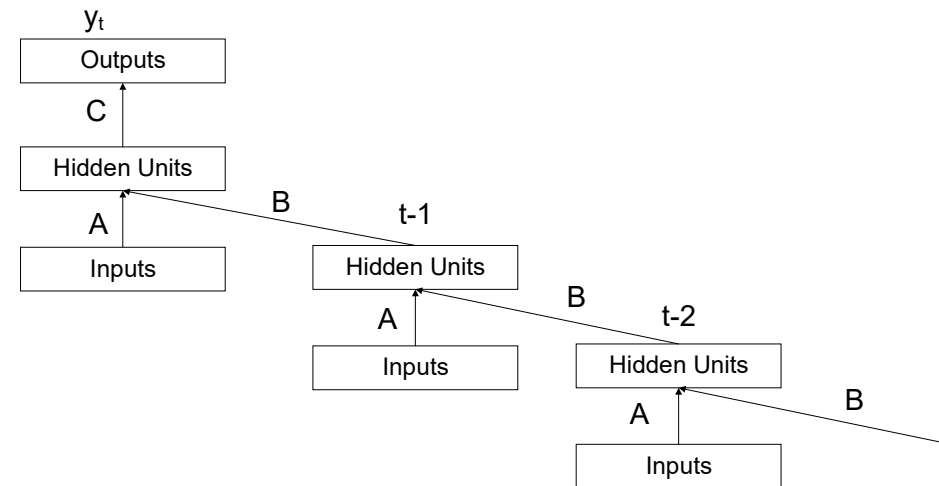 yₜ
Outputs
C
Hidden Units
B
A
t-1
Inputs
Hidden Units
B
A
t-2
Inputs
Hidden Units
B
A
Inputs